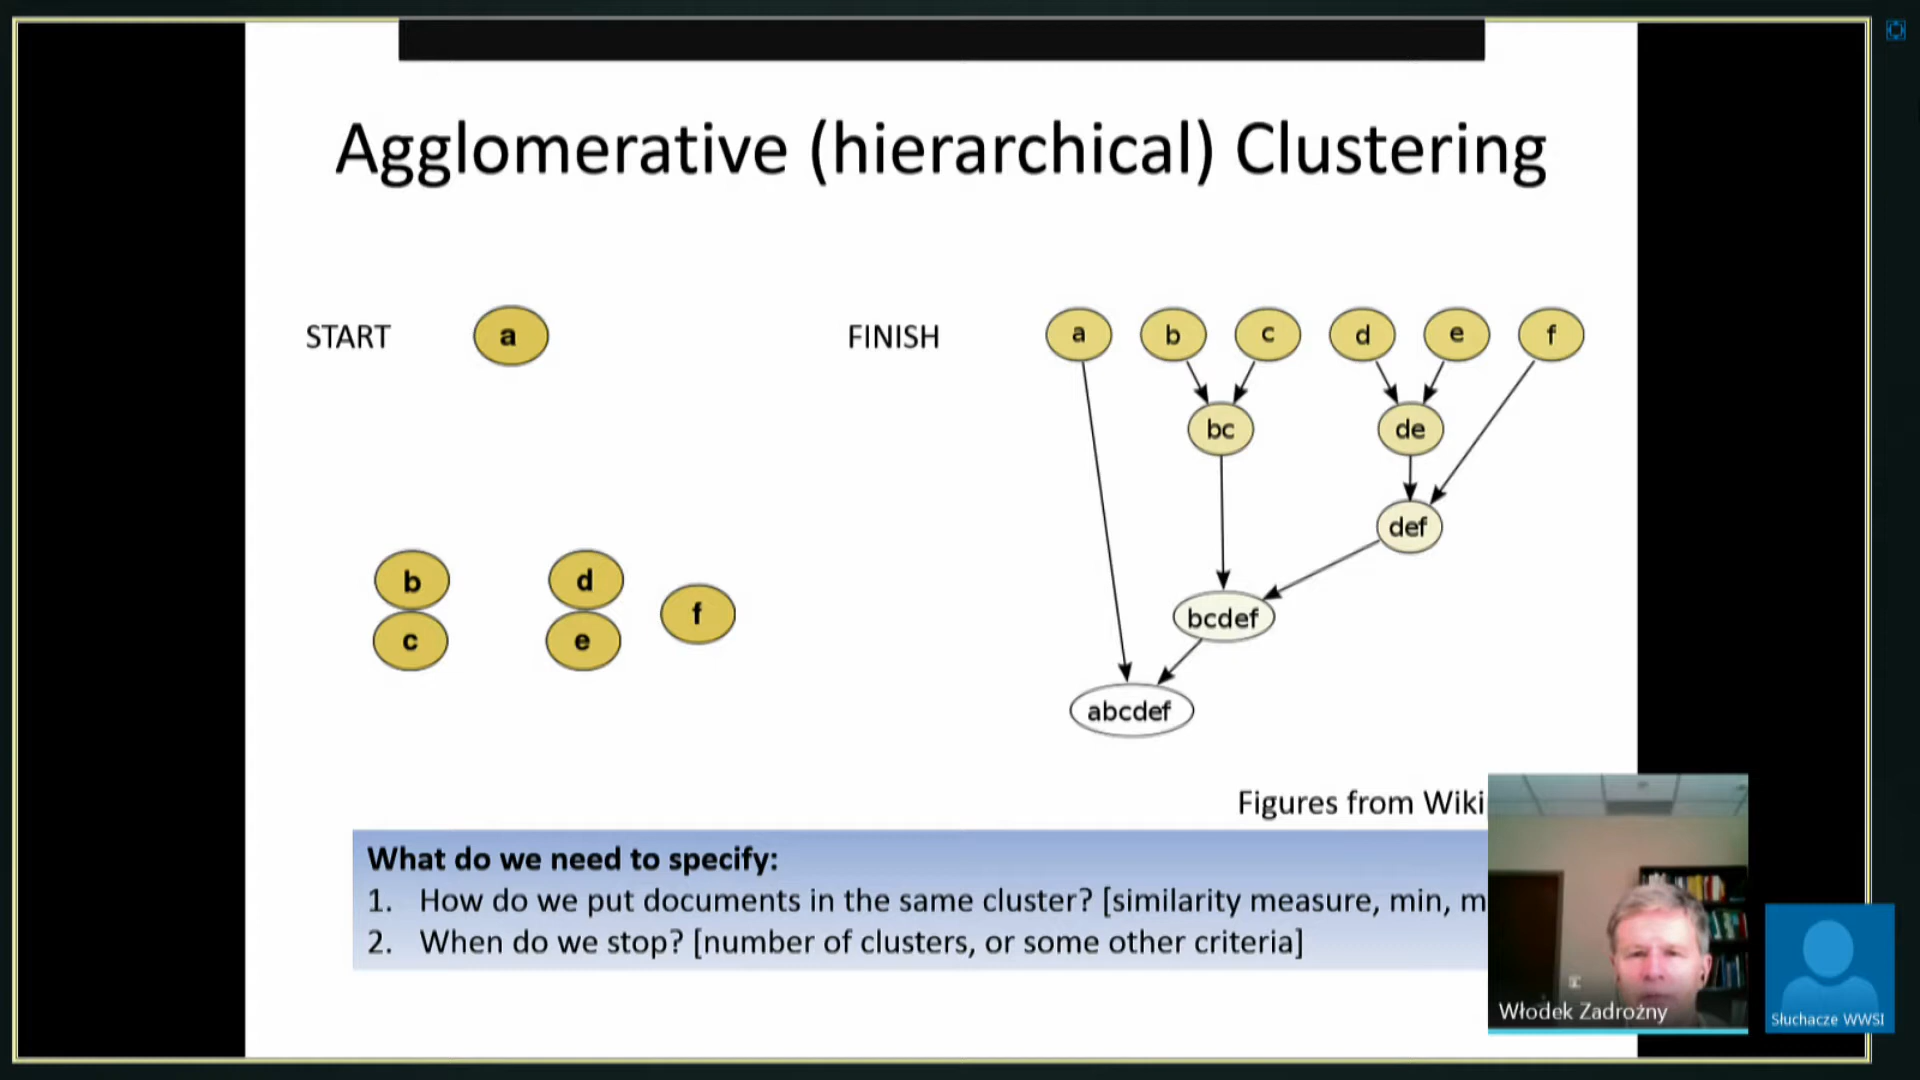 Agglomerative (hierarchical) Clustering
START
a
b
c
d
e
f
FINISH
a b c d e f
bc de
def
bcdef
abcdef
Figures from
What do we need to specify:
1. How do we put documents in the same cluster? [similarity measure, min,
2. When do we stop? [number of clusters, or some other criteria]
Włodek Zadrożny
Słuchacze WWSI